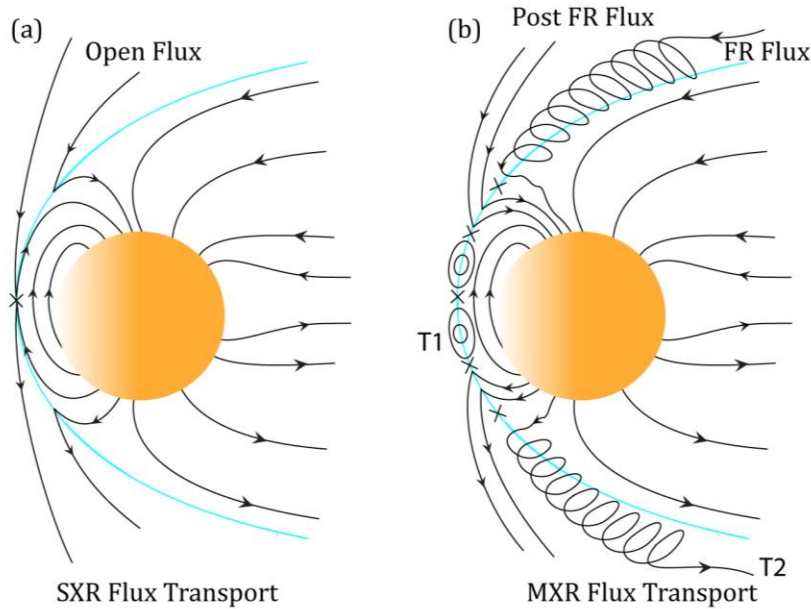 (a)
Open Flux
SXR Flux Transport
(b)
Post FR Flux
FR Flux
T1
T2
MXR Flux Transport